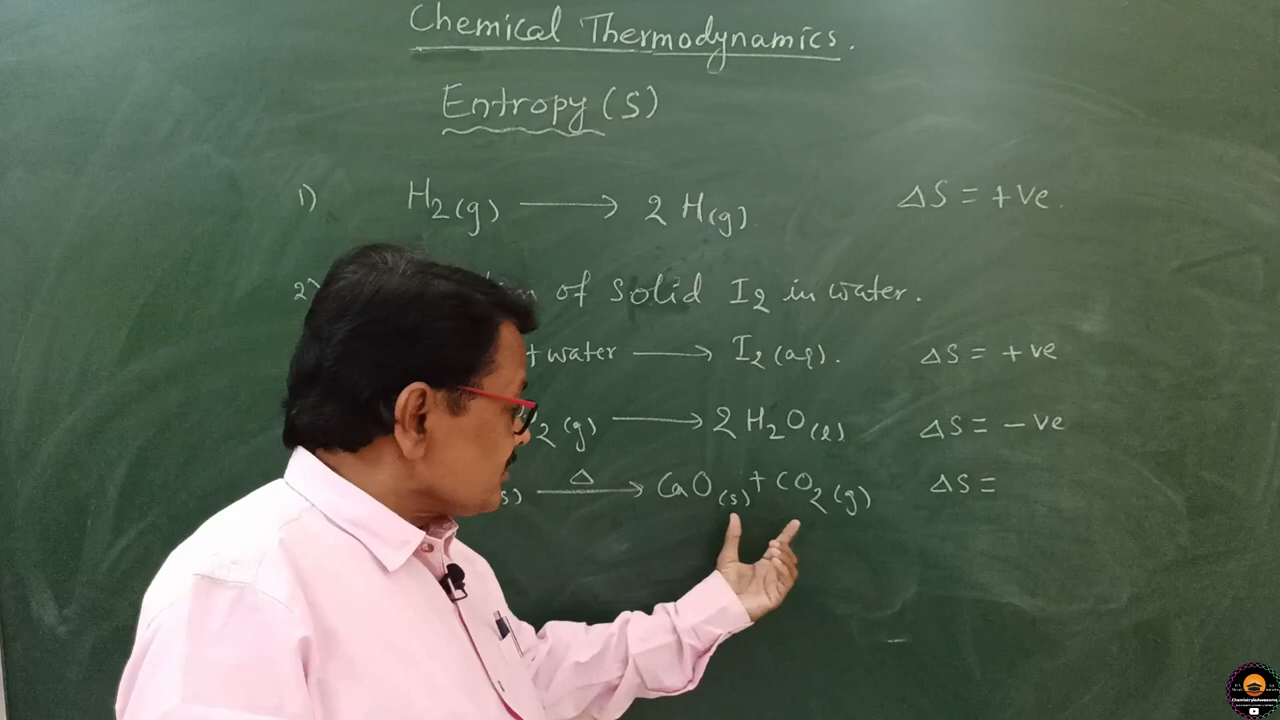 Chemical Thermodynamics.
Entropy (S)
1) H2(g) ⟶ 2 H(g) ΔS = +ve.
2) of solid I2 in water.
+ water ⟶ I2 (aq). ΔS = +ve
2(g) ⟶ 2 H2O(l) ΔS = -ve
(s) Δ⟶ CaO(s) + CO2(g) ΔS =